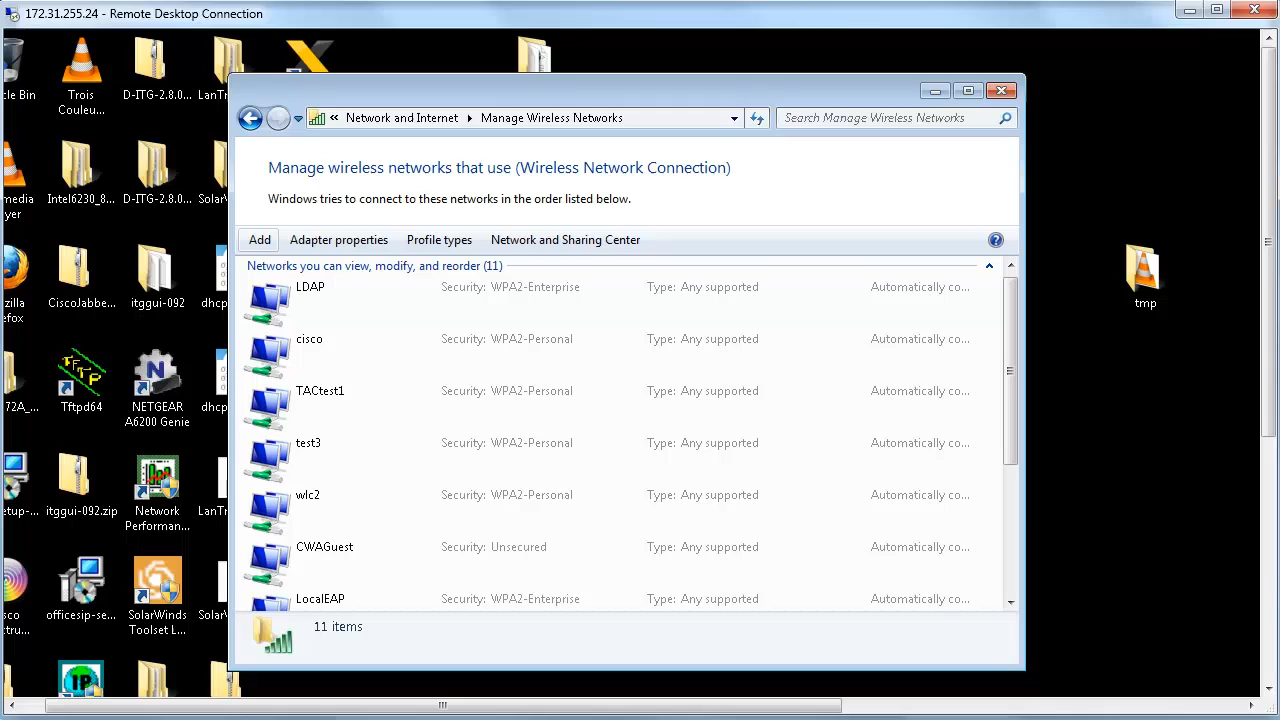 172.31.255.24 - Remote Desktop Connection
cle Bin
Trois Couleu...
D-ITG-2.8.0...
LanTr
Network and Internet
Manage Wireless Networks
Search Manage Wireless Networks
Manage wireless networks that use (Wireless Network Connection)
Windows tries to connect to these networks in the order listed below.
Add
Adapter properties
Profile types
Network and Sharing Center
Networks you can view, modify, and reorder (11)
LDAP Security: WPA2-Enterprise Type: Any supported Automatically co...
cisco Security: WPA2-Personal Type: Any supported Automatically co...
TACtest1 Security: WPA2-Personal Type: Any supported Automatically co...
test3 Security: WPA2-Personal Type: Any supported Automatically co...
wlc2 Security: WPA2-Personal Type: Any supported Automatically co...
CWAGuest Security: Unsecured Type: Any supported Automatically co...
LocalEAP Security: WPA2-Enterprise Type: Any supported Automatically co...
11 items
media
yer
Intel6230_8...
D-ITG-2.8.0...
SolarV
zilla
efox
CiscoJabbe...
itggui-092
dhcp
72A_...
Tftpd64
NETGEAR
A6200 Genie
dhcp
etup-...
itggui-092.zip
Network
Performan...
LanTr
sco
ctru...
officesip-se...
SolarWinds
Toolset L...
SolarW
tmp